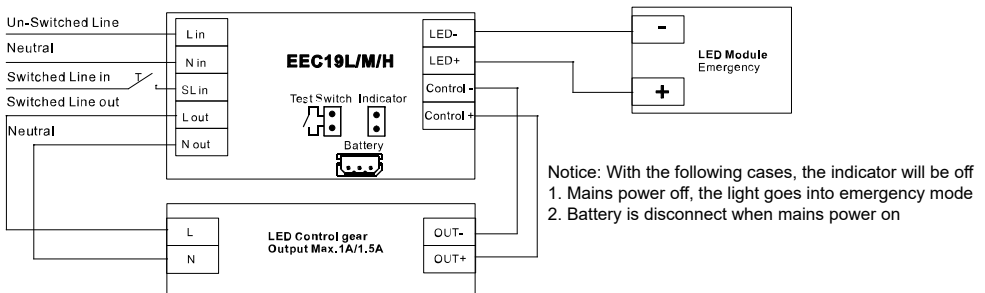 Un-Switched Line
Neutral
Switched Line in
Switched Line out
Neutral
T
L in
N in
SL in
L out
N out
EEC19L/M/H
Test Switch Indicator
Battery
LED-
LED+
Control -
Control +
-
+
LED Module
Emergency
L
N
LED Control gear
Output Max.1A/1.5A
OUT-
OUT+
Notice: With the following cases, the indicator will be off
1. Mains power off, the light goes into emergency mode
2. Battery is disconnect when mains power on